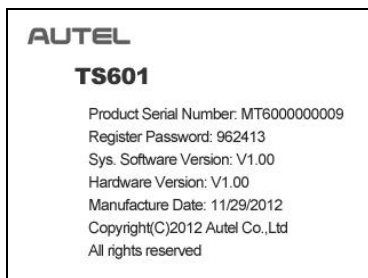 AUTEL
TS601
Product Serial Number: MT6000000009
Register Password: 962413
Sys. Software Version: V1.00
Hardware Version: V1.00
Manufacture Date: 11/29/2012
Copyright(C)2012 Autel Co.,Ltd
All rights reserved